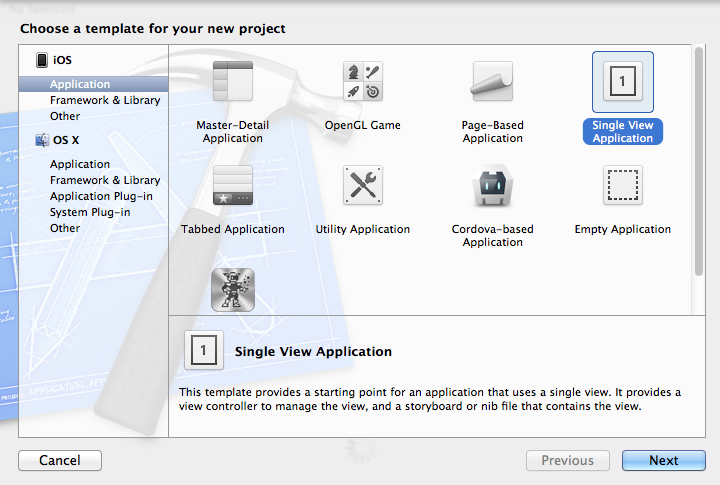 No Selection
Choose a template for your new project
iOS
Application
Framework & Library
Other
OS X
Application
Framework & Library
Application Plug-in
System Plug-in
Other
Master-Detail
Application
OpenGL Game
Page-Based
Application
1
Single View
Application
Tabbed Application
Utility Application
Cordova-based
Application
Empty Application
1
Single View Application
This template provides a starting point for an application that uses a single view. It provides a
view controller to manage the view, and a storyboard or nib file that contains the view.
Cancel
Previous
Next